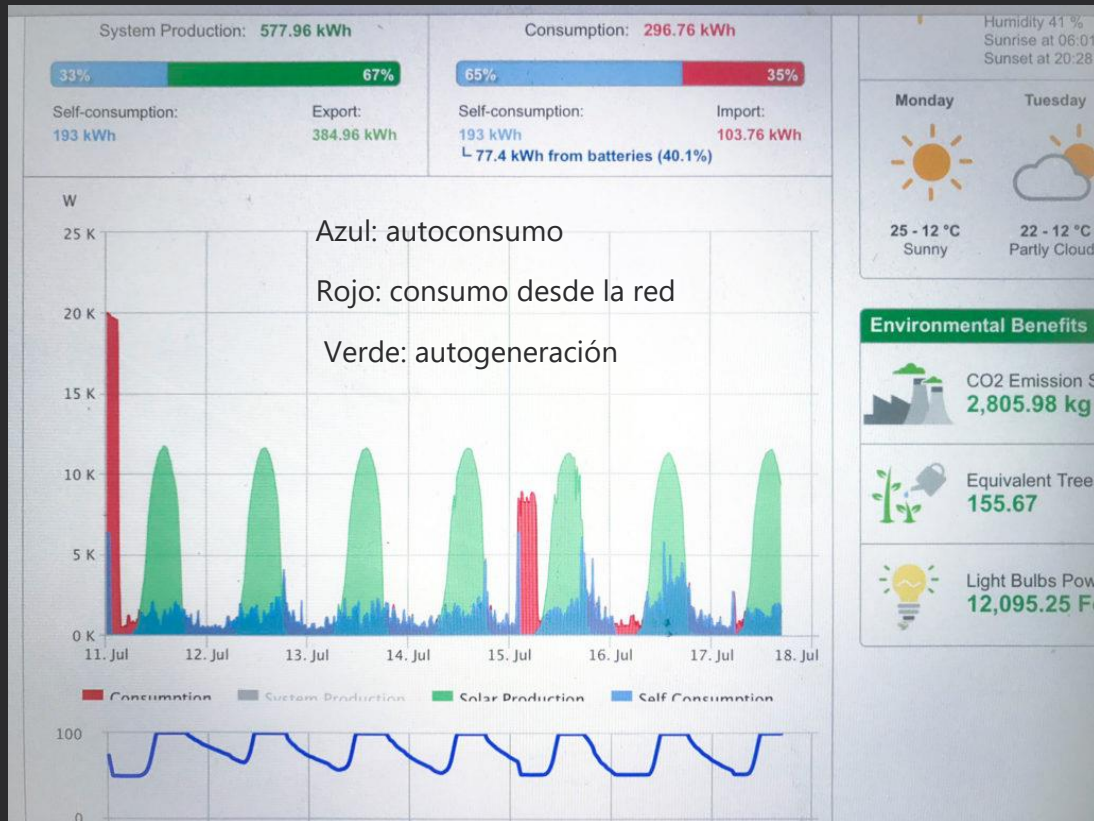 System Production: 577.96 kWh
33% 67%
Self-consumption: Export:
193 kWh 384.96 kWh
Consumption: 296.76 kWh
65% 35%
Self-consumption: Import:
193 kWh 103.76 kWh
└ 77.4 kWh from batteries (40.1%)
Humidity 41 %
Sunrise at 06:01
Sunset at 20:28
Monday Tuesday
25 - 12 °C 22 - 12 °C
Sunny Partly Cloud
W
25 K
20 K
15 K
10 K
5 K
0 K
Azul: autoconsumo
Rojo: consumo desde la red
Verde: autogeneración
11. Jul 12. Jul 13. Jul 14. Jul 15. Jul 16. Jul 17. Jul 18. Jul
Consumption System Production Solar Production Self Consumption
100
0
Environmental Benefits
CO2 Emission S
2,805.98 kg
Equivalent Tree
155.67
Light Bulbs Pow
12,095.25 F